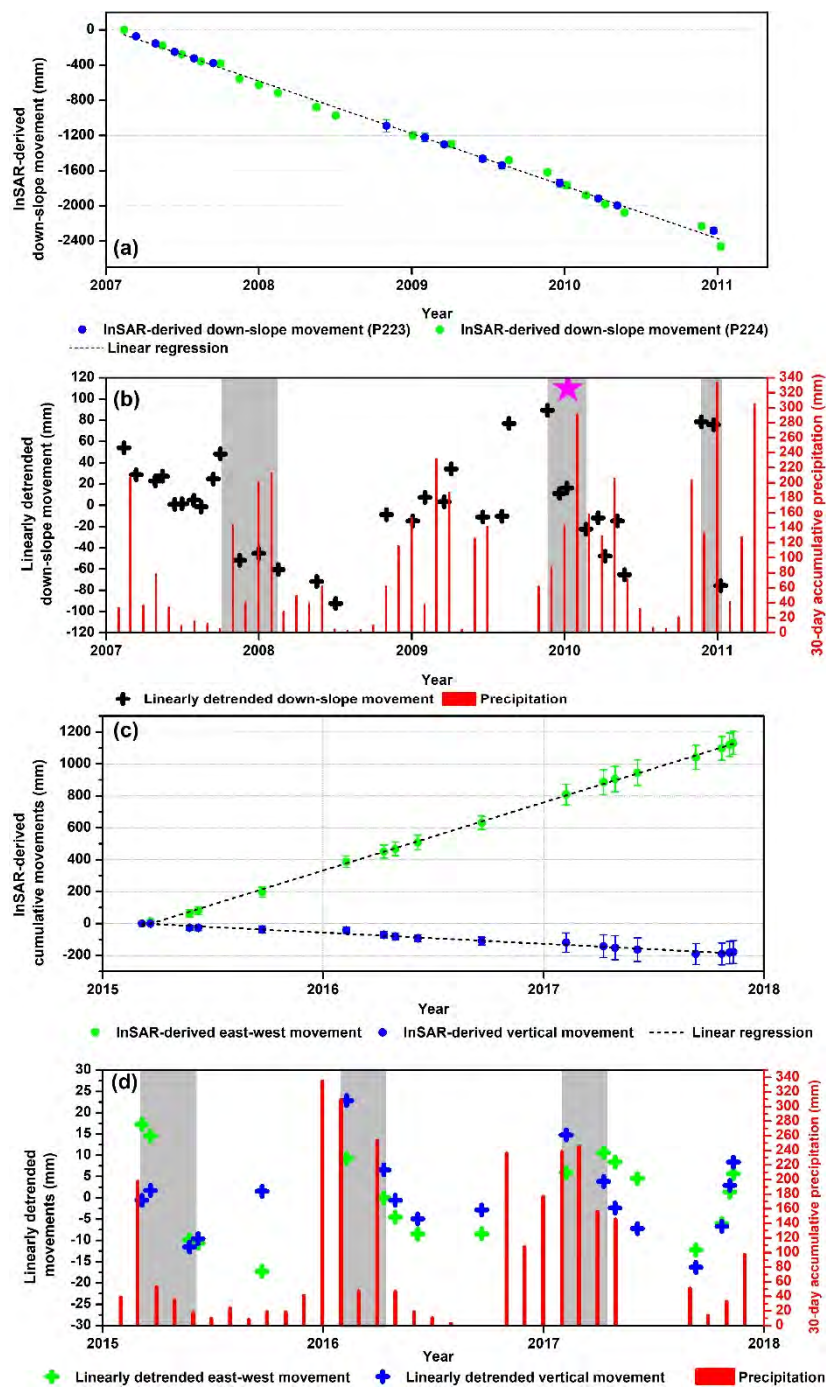 0
-400
-800
-1200
-1600
-2000
-2400
InSAR-derived
down-slope movement (mm)
(a)
2007 2008 2009 2010 2011
Year
InSAR-derived down-slope movement (P223) InSAR-derived down-slope movement (P224)
Linear regression
120
100
80
60
40
20
0
-20
-40
-60
-80
-100
-120
Linearly detrended
down-slope movement (mm)
(b)
340
320
300
280
260
240
220
200
180
160
140
120
100
80
60
40
20
0
30-day accumulative precipitation (mm)
2007 2008 2009 2010 2011
Year
Linearly detrended down-slope movement Precipitation
1200
1000
800
600
400
200
0
-200
InSAR-derived
cumulative movements (mm)
(c)
2015 2016 2017 2018
Year
InSAR-derived east-west movement InSAR-derived vertical movement Linear regression
30
25
20
15
10
5
0
-5
-10
-15
-20
-25
-30
Linearly detrended
movements (mm)
(d)
340
320
300
280
260
240
220
200
180
160
140
120
100
80
60
40
20
0
30-day accumulative precipitation (mm)
2015 2016 2017 2018
Year
Linearly detrended east-west movement Linearly detrended vertical movement Precipitation